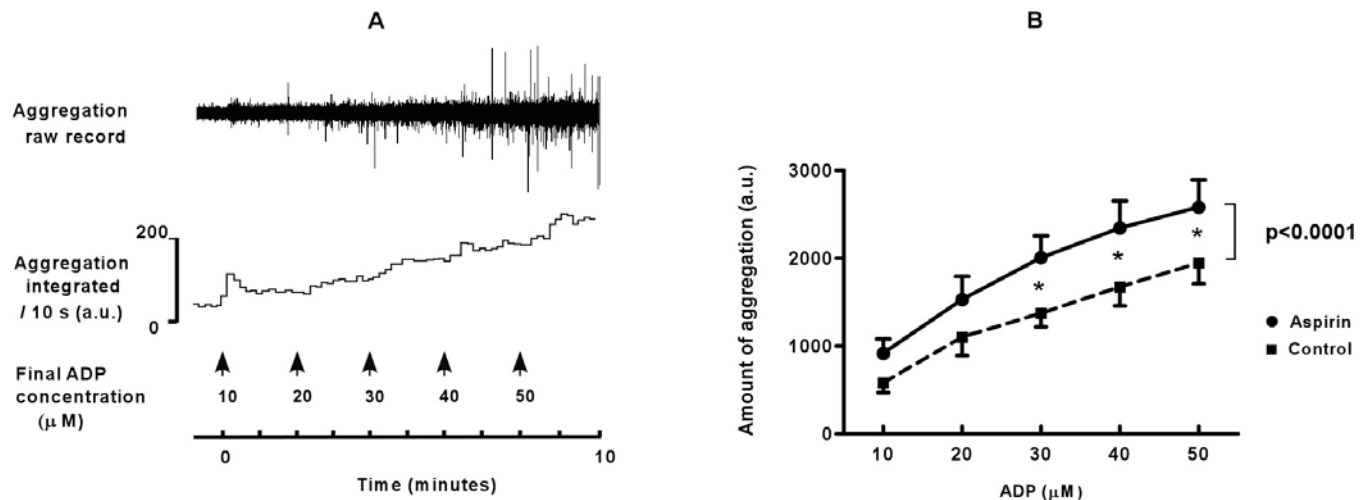 A
Aggregation
raw record
200
Aggregation
integrated
/ 10 s (a.u.)
0
Final ADP
concentration
(μ M)
10 20 30 40 50
0 10
Time (minutes)
B
Amount of aggregation (a.u.)
3000
2000
1000
0
* * *
p<0.0001
Aspirin
Control
10 20 30 40 50
ADP (μM)